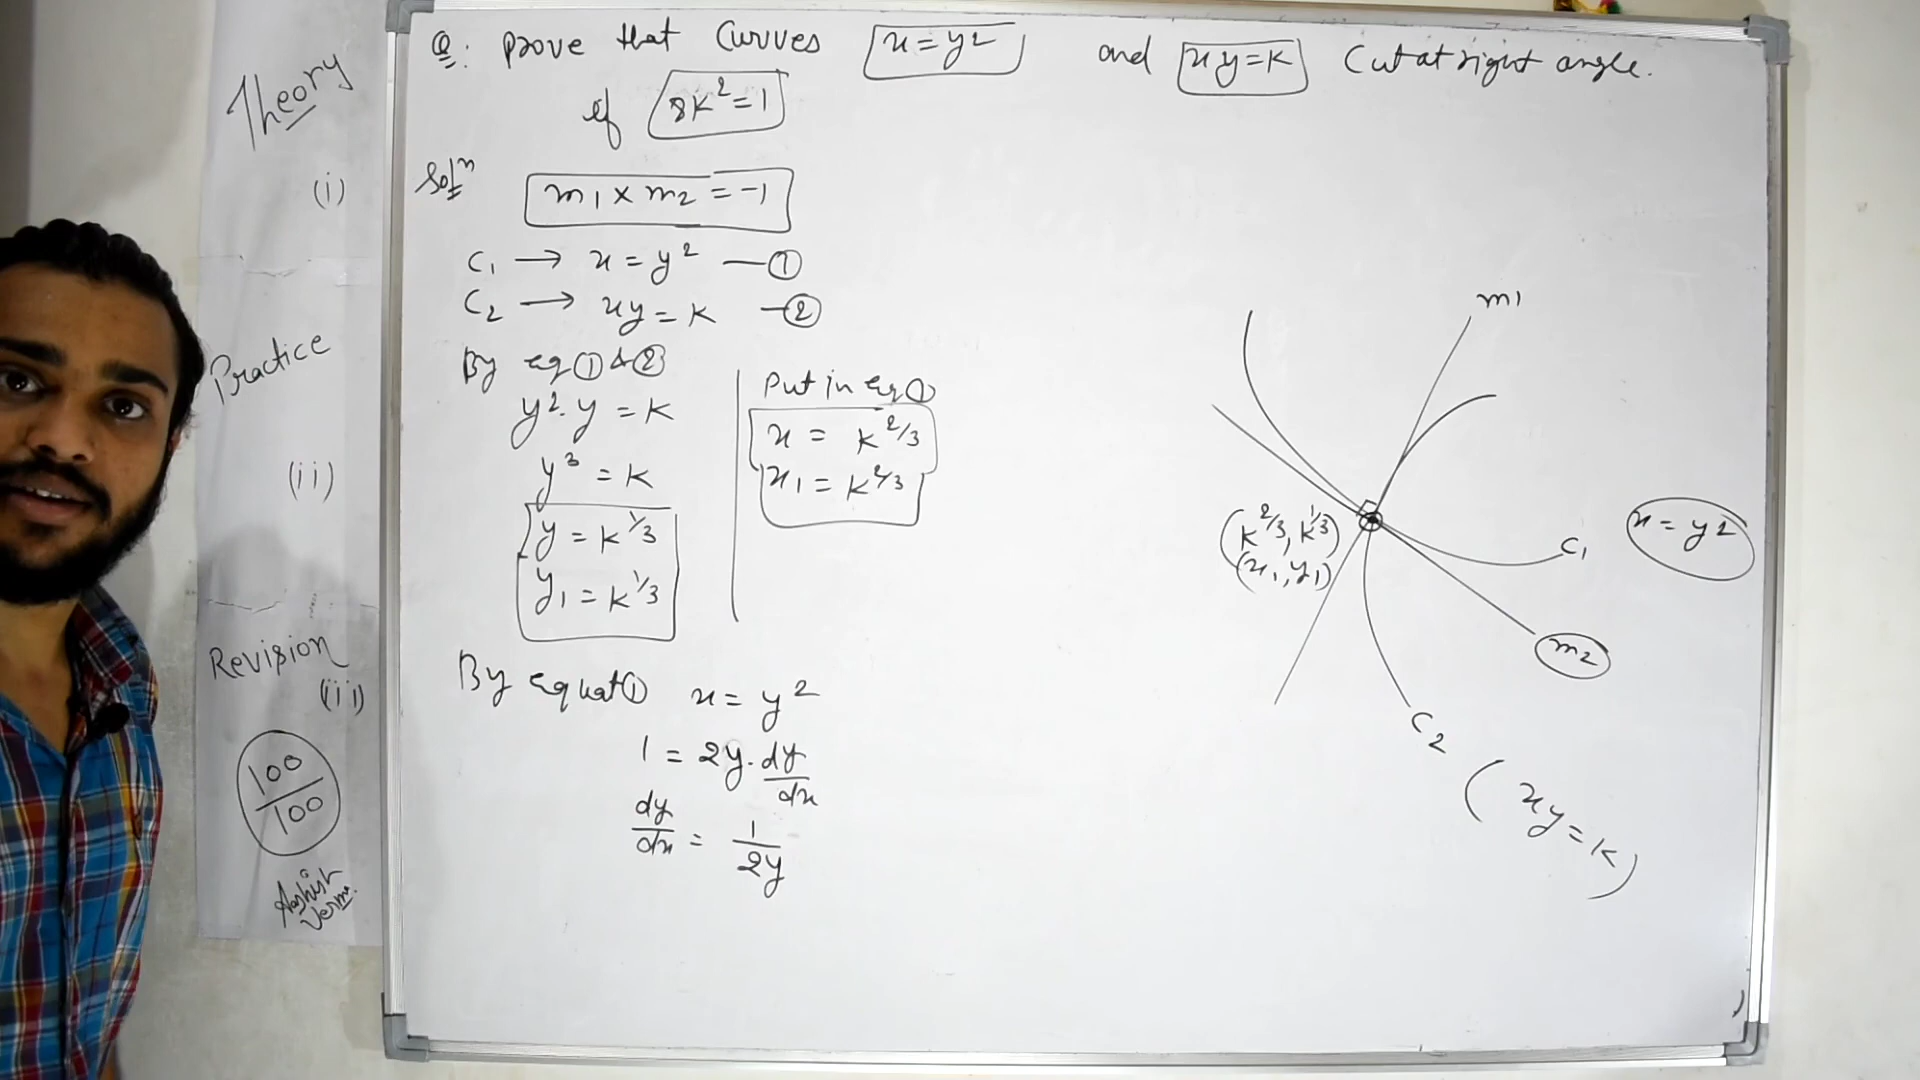 Theory
(i)
Practice
(ii)
Revision
(iii)
100/100
Aashish
Verma
Q: Prove that Curves x=y² and xy=K Cut at right angle.
if 8K²=1
Solⁿ
m1 x m2 = -1
C₁ → x = y² —①
C₂ → xy = K —②
By eq ① & ②
y². y = K
y³ = K
y = K^1/3
y₁ = K^1/3
Put in Eq ①
x = K^2/3
x₁ = K^2/3
By Equat ① x = y²
1 = 2y. dy/dx
dy/dx = 1/2y
m1
(K^2/3, K^1/3)
(x₁, y₁)
C₁
x = y²
m2
C₂
(xy = K)